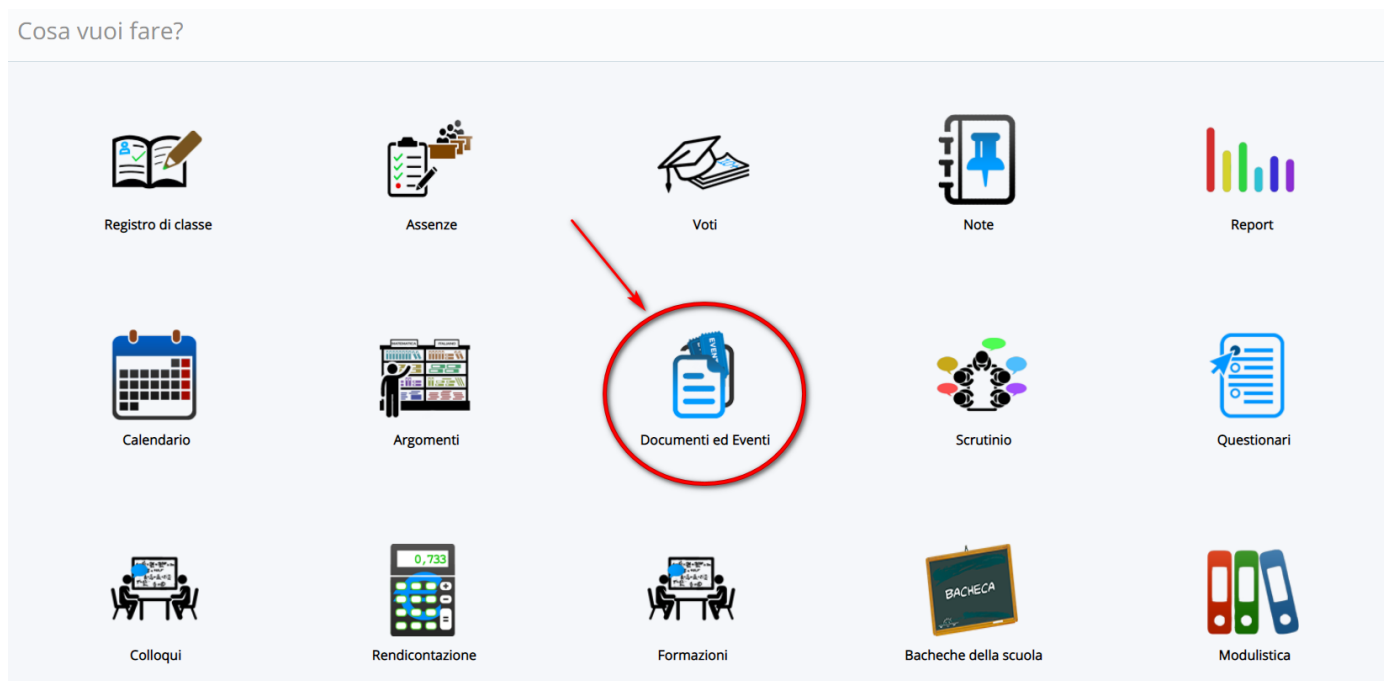 Cosa vuoi fare?
Registro di classe
Assenze
Voti
Note
Report
EVEN
Calendario
Argomenti
Documenti ed Eventi
Scrutinio
Questionari
0,733
BACHECA
Colloqui
Rendicontazione
Formazioni
Bacheche della scuola
Modulistica